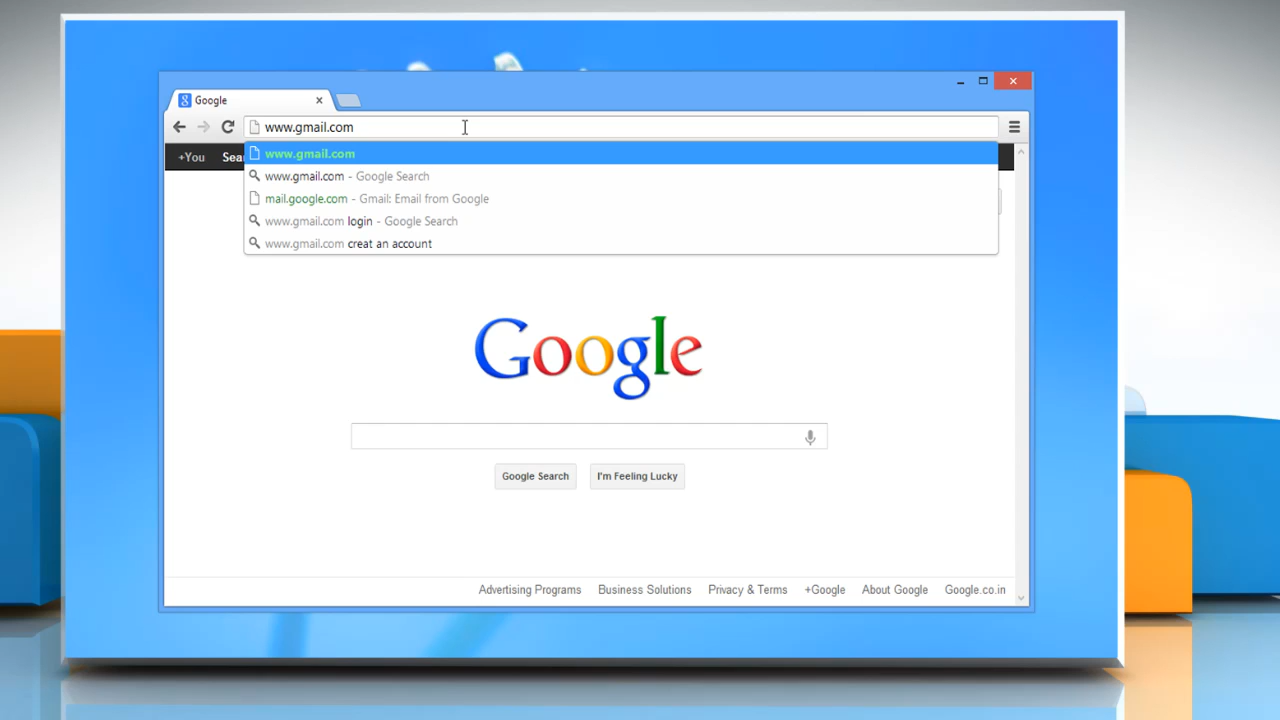 Google
www.gmail.com
www.gmail.com
+You Sea
www.gmail.com - Google Search
mail.google.com - Gmail: Email from Google
www.gmail.com login - Google Search
www.gmail.com creat an account
Google
Google Search I'm Feeling Lucky
Advertising Programs Business Solutions Privacy & Terms +Google About Google Google.co.in